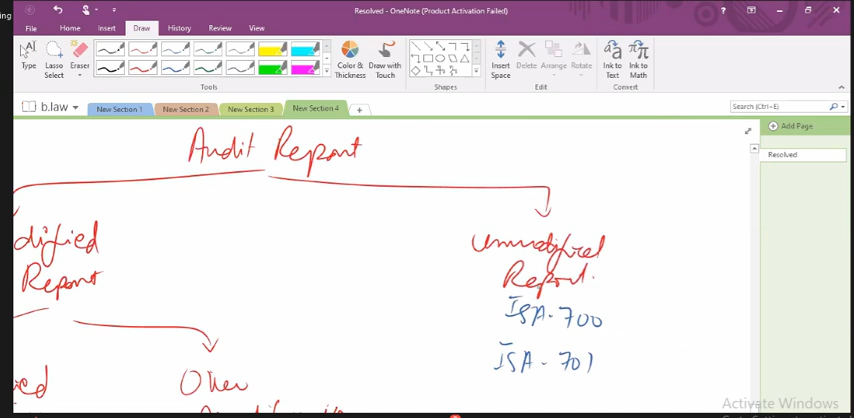 ning
Resolved - OneNote (Product Activation Failed)
File Home Insert Draw History Review View
Type Lasso Select Eraser Color & Thickness Draw with Touch Insert Space Delete Arrange Rotate Ink to Text Ink to Math
Tools Shapes Edit Convert
b.law New Section 1 New Section 2 New Section 3 New Section 4 + Search (Ctrl+E)
Add Page
Resolved
Audit Report
dified
Report
Unmodified
Report.
ISA- 700
ISA - 701
Other
Activate Windows